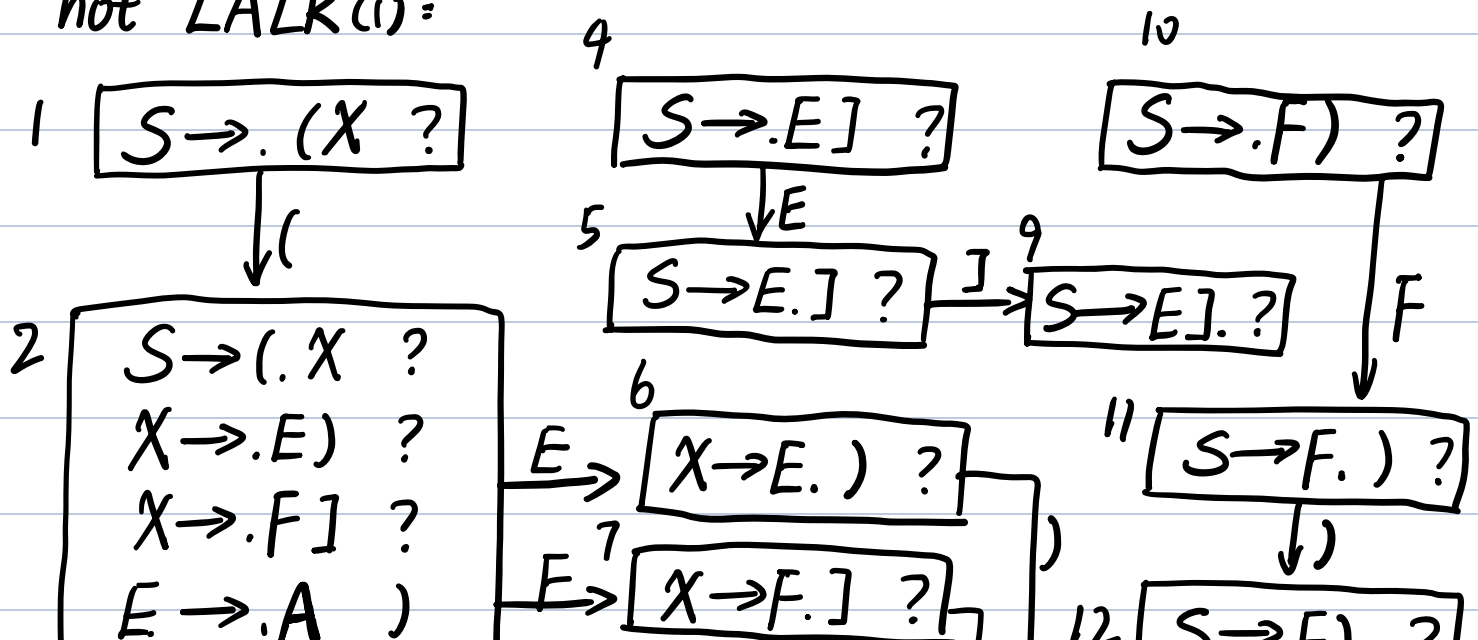 not LALR(1):
1
S→.(X ?
(
2
S→(.X ?
X→.E) ?
X→.F] ?
E→.A )
4
S→.E] ?
E
5
S→E.] ?
]
9
S→E]. ?
E
6
X→E.) ?
)
F
7
X→F.] ?
10
S→.F) ?
F
11
S→F.) ?
)
12
S→F). ?